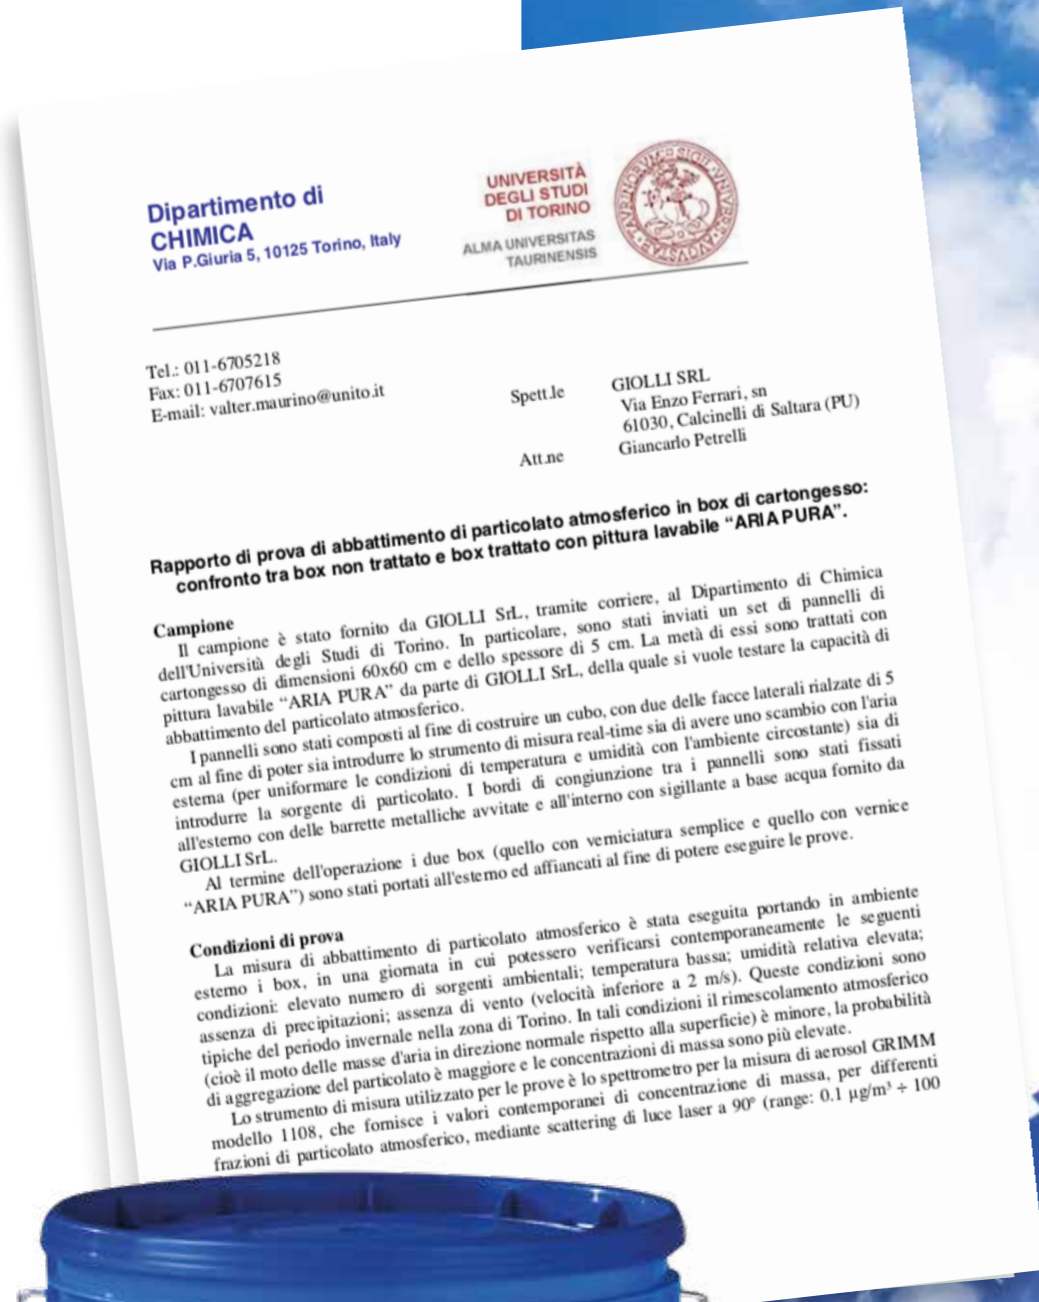 Dipartimento di
CHIMICA
Via P.Giuria 5, 10125 Torino, Italy
UNIVERSITÀ
DEGLI STUDI
DI TORINO
ALMA UNIVERSITAS
TAURINENSIS
Tel.: 011-6705218
Fax: 011-6707615
E-mail: valter.maurino@unito.it
Spett.le
GIOLLI SRL
Via Enzo Ferrari, sn
61030, Calcinelli di Saltara (PU)
Att.ne
Giancarlo Petrelli
Rapporto di prova di abbattimento di particolato atmosferico in box di cartongesso:
confronto tra box non trattato e box trattato con pittura lavabile “ARIA PURA”.
Campione
Il campione è stato fornito da GIOLLI SrL, tramite corriere, al Dipartimento di Chimica
dell'Università degli Studi di Torino. In particolare, sono stati inviati un set di pannelli di
cartongesso di dimensioni 60x60 cm e dello spessore di 5 cm. La metà di essi sono trattati con
pittura lavabile “ARIA PURA” da parte di GIOLLI SrL, della quale si vuole testare la capacità di
abbattimento del particolato atmosferico.
I pannelli sono stati composti al fine di costruire un cubo, con due delle facce laterali rialzate di 5
cm al fine di poter sia introdurre lo strumento di misura real-time sia di avere uno scambio con l'aria
esterna (per uniformare le condizioni di temperatura e umidità con l'ambiente circostante) sia di
introdurre la sorgente di particolato. I bordi di congiunzione tra i pannelli sono stati fissati
all'esterno con delle barrette metalliche avvitate e all'interno con sigillante a base acqua fornito da
GIOLLI SrL.
Al termine dell'operazione i due box (quello con verniciatura semplice e quello con vernice
“ARIA PURA”) sono stati portati all'esterno ed affiancati al fine di potere eseguire le prove.
Condizioni di prova
La misura di abbattimento di particolato atmosferico è stata eseguita portando in ambiente
esterno i box, in una giornata in cui potessero verificarsi contemporaneamente le seguenti
condizioni: elevato numero di sorgenti ambientali; temperatura bassa; umidità relativa elevata;
assenza di precipitazioni; assenza di vento (velocità inferiore a 2 m/s). Queste condizioni sono
tipiche del periodo invernale nella zona di Torino. In tali condizioni il rimescolamento atmosferico
(cioè il moto delle masse d'aria in direzione normale rispetto alla superficie) è minore, la probabilità
di aggregazione del particolato è maggiore e le concentrazioni di massa sono più elevate.
Lo strumento di misura utilizzato per le prove è lo spettrometro per la misura di aerosol GRIMM
modello 1108, che fornisce i valori contemporanei di concentrazione di massa, per differenti
frazioni di particolato atmosferico, mediante scattering di luce laser a 90° (range: 0.1 µg/m³ ÷ 100